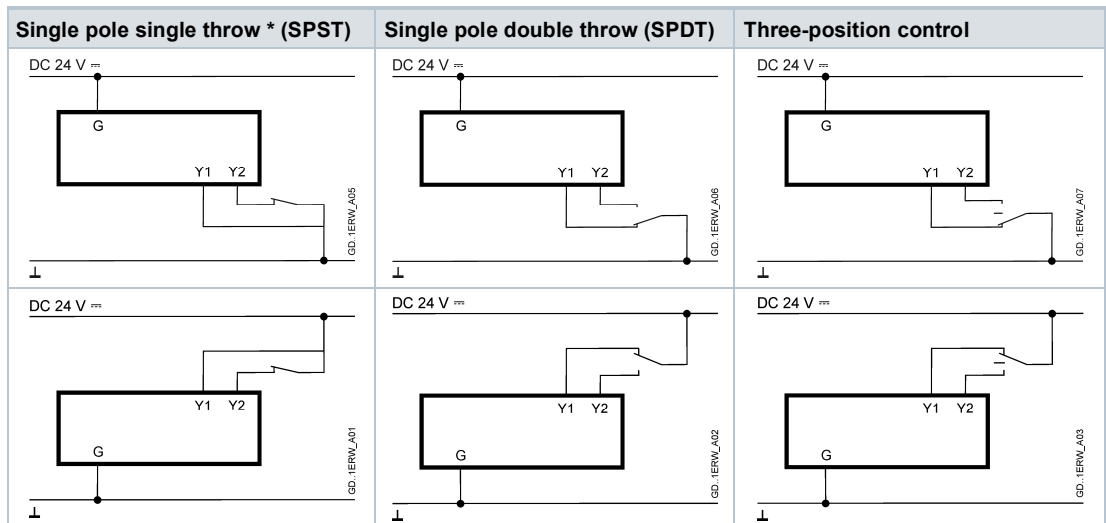 Single pole single throw * (SPST)
Single pole double throw (SPDT)
Three-position control
DC 24 V ⎓
G
Y1 Y2
GD..1ERW_A05
⊥
DC 24 V ⎓
G
Y1 Y2
GD..1ERW_A06
⊥
DC 24 V ⎓
G
Y1 Y2
GD..1ERW_A07
⊥
DC 24 V ⎓
Y1 Y2
G
GD..1ERW_A01
⊥
DC 24 V ⎓
Y1 Y2
G
GD..1ERW_A02
⊥
DC 24 V ⎓
Y1 Y2
G
GD..1ERW_A03
⊥